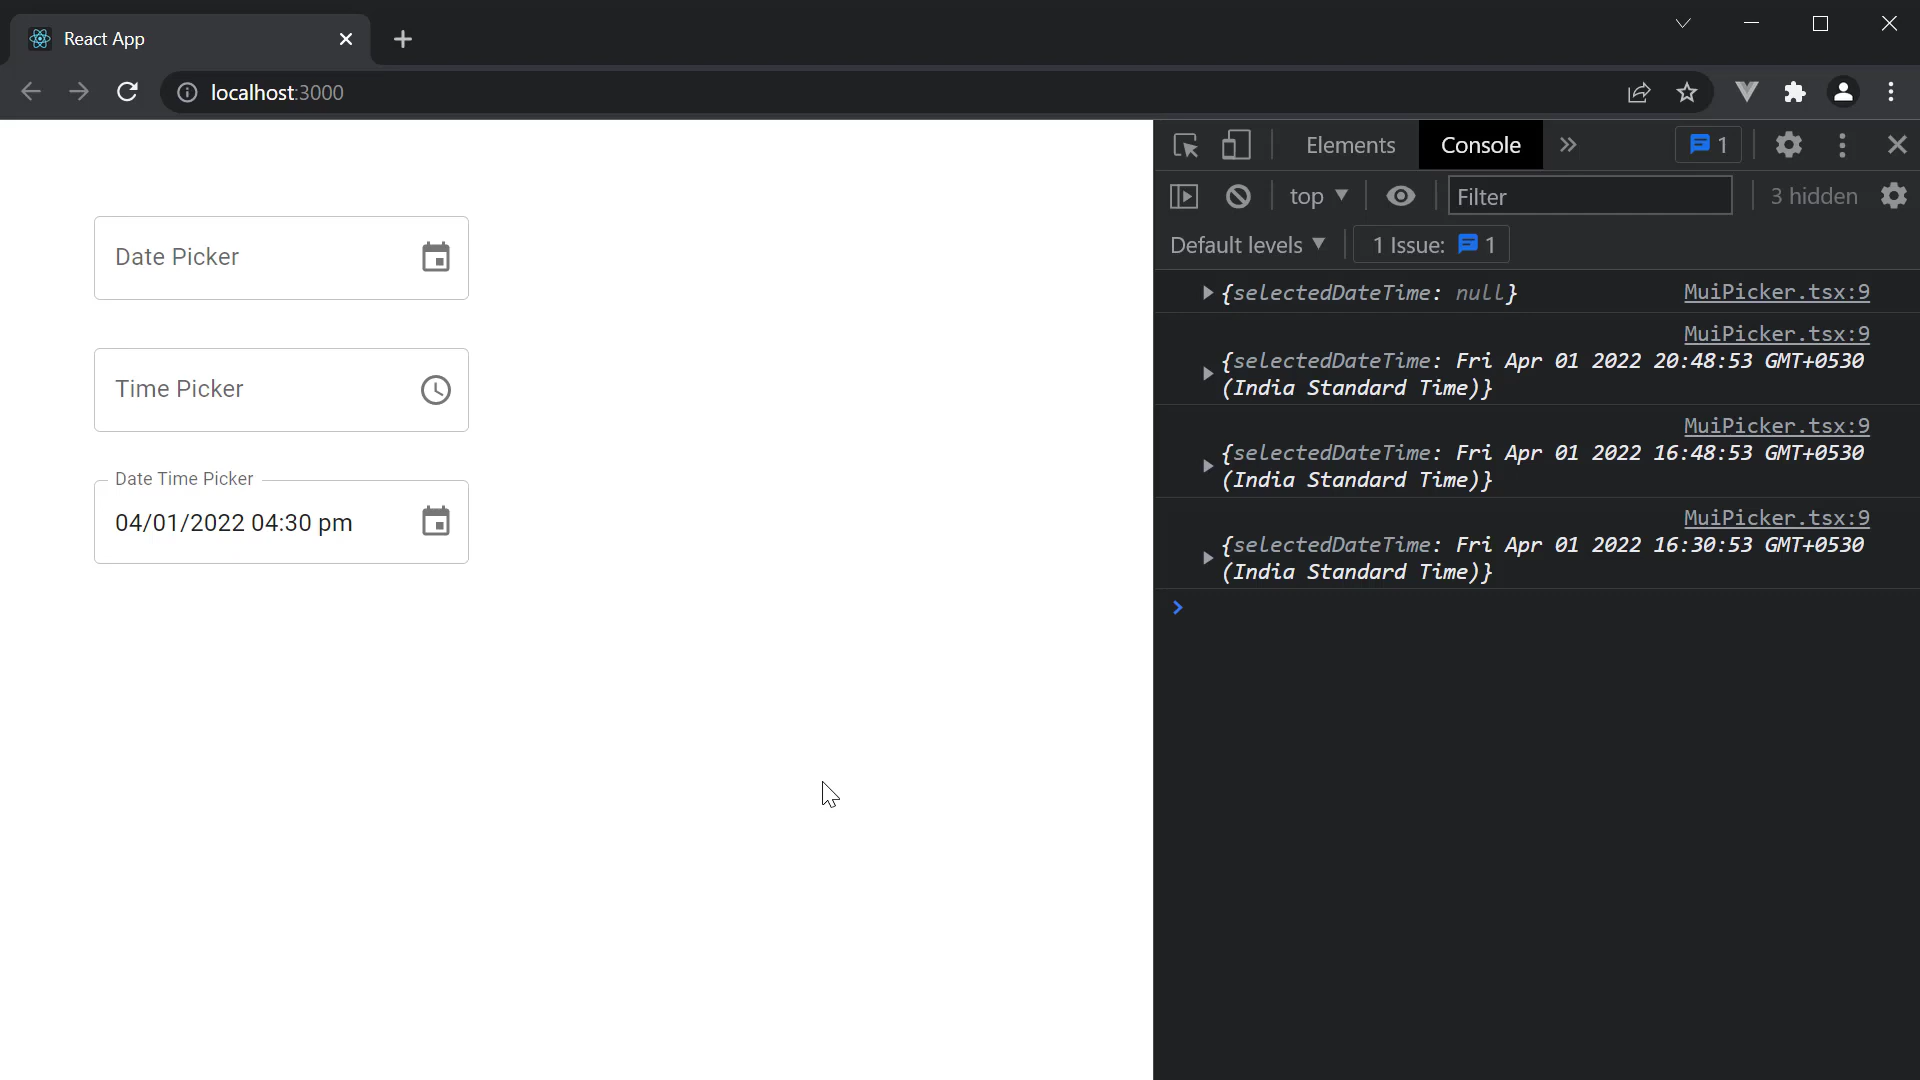 React App
localhost:3000
Elements
Console
1
top
Filter
3 hidden
Default levels
1 Issue: 1
{selectedDateTime: null}
MuiPicker.tsx:9
MuiPicker.tsx:9
{selectedDateTime: Fri Apr 01 2022 20:48:53 GMT+0530
(India Standard Time)}
MuiPicker.tsx:9
{selectedDateTime: Fri Apr 01 2022 16:48:53 GMT+0530
(India Standard Time)}
MuiPicker.tsx:9
{selectedDateTime: Fri Apr 01 2022 16:30:53 GMT+0530
(India Standard Time)}
Date Picker
Time Picker
Date Time Picker
04/01/2022 04:30 pm